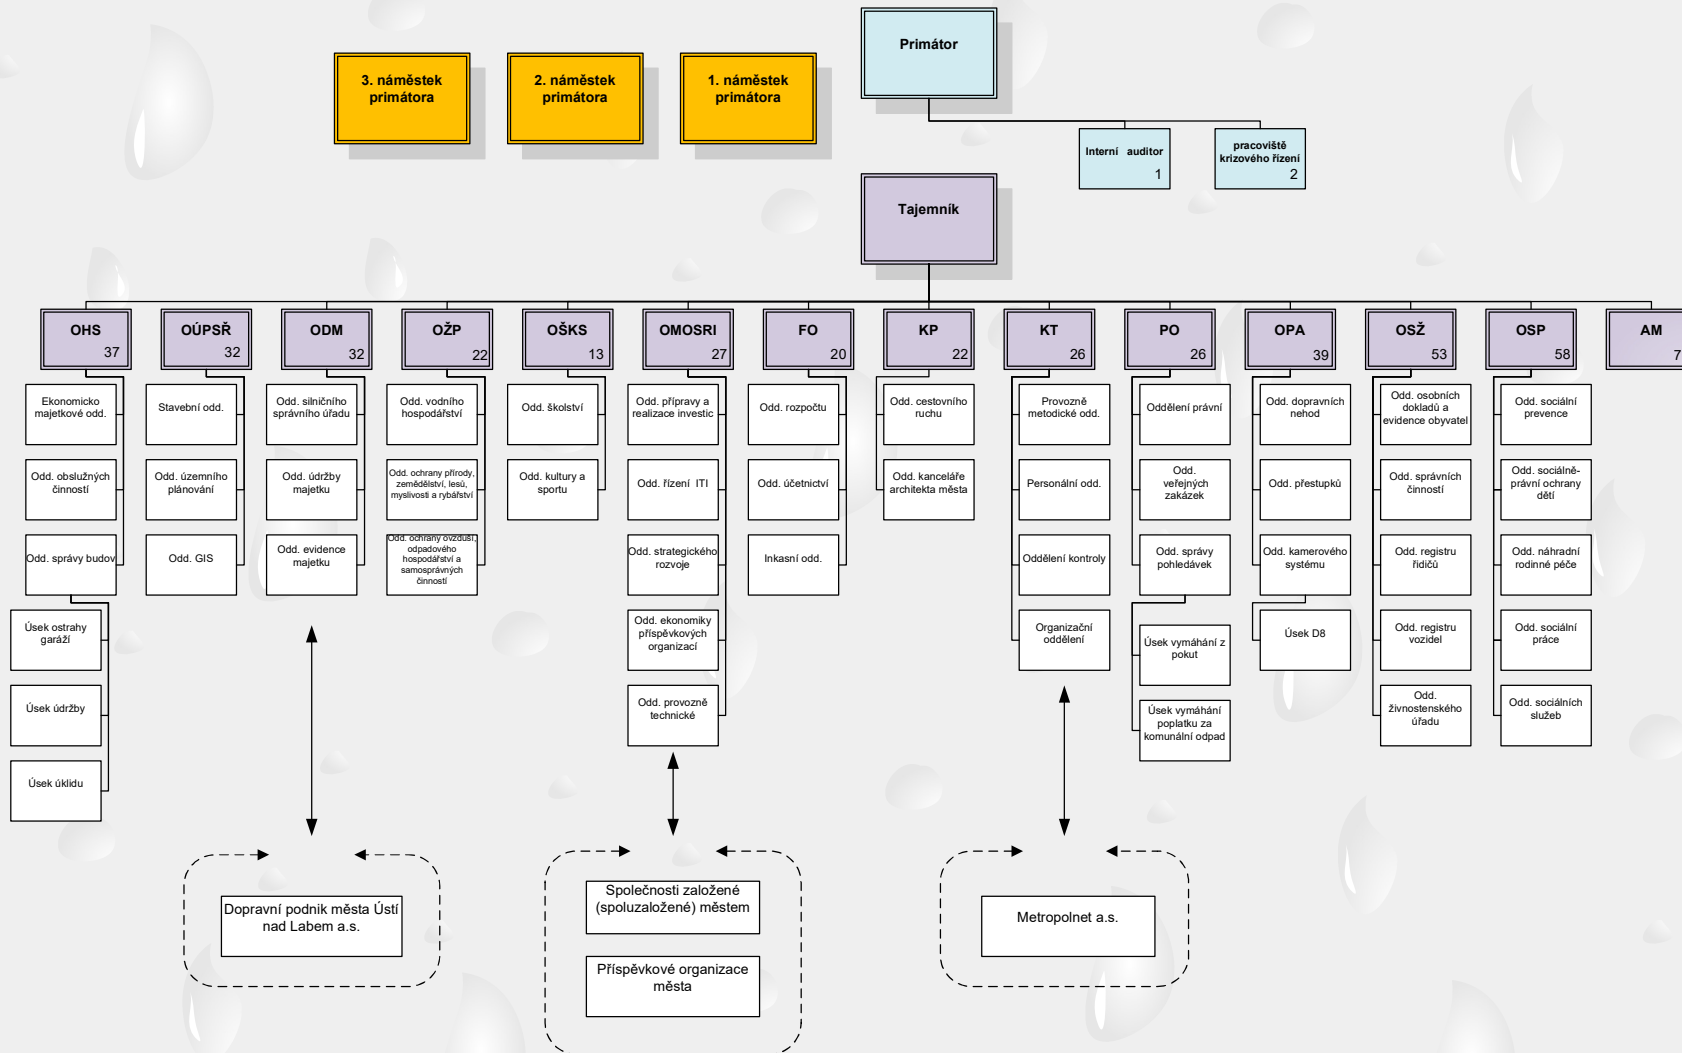 Primátor
3. náměstek
primátora
2. náměstek
primátora
1. náměstek
primátora
Interní auditor
1
pracoviště
krizového řízení
2
Tajemník
OHS
37
OÚPSŘ
32
ODM
32
OŽP
22
OŠKS
13
OMOSRI
27
FO
20
KP
22
KT
26
PO
26
OPA
39
OSŽ
53
OSP
58
AM
7
Ekonomicko
majetkové odd.
Odd. obslužných
činností
Odd. správy budov
Úsek ostrahy
garáží
Úsek údržby
Úsek úklidu
Stavební odd.
Odd. územního
plánování
Odd. GIS
Odd. silničního
správního úřadu
Odd. údržby
majetku
Odd. evidence
majetku
Odd. vodního
hospodářství
Odd. ochrany přírody,
zemědělství, lesů,
myslivosti a rybářství
Odd. ochrany ovzduší,
odpadového
hospodářství a
samosprávných
činností
Odd. školství
Odd. kultury a
sportu
Odd. přípravy a
realizace investic
Odd. řízení ITI
Odd. strategického
rozvoje
Odd. ekonomiky
příspěvkových
organizací
Odd. provozně
technické
Odd. rozpočtu
Odd. účetnictví
Inkasní odd.
Odd. cestovního
ruchu
Odd. kanceláře
architekta města
Provozně
metodické odd.
Personální odd.
Oddělení kontroly
Organizační
oddělení
Oddělení právní
Odd.
veřejných
zakázek
Odd. správy
pohledávek
Úsek vymáhání z
pokut
Úsek vymáhání
poplatku za
komunální odpad
Odd. dopravních
nehod
Odd. přestupků
Odd. kamerového
systému
Úsek D8
Odd. osobních
dokladů a
evidence obyvatel
Odd. správních
činností
Odd. registru
řidičů
Odd. registru
vozidel
Odd.
živnostenského
úřadu
Odd. sociální
prevence
Odd. sociálně-
právní ochrany
dětí
Odd. náhradní
rodinné péče
Odd. sociální
práce
Odd. sociálních
služeb
Dopravní podnik města Ústí
nad Labem a.s.
Společnosti založené
(spoluzaložené) městem
Příspěvkové organizace
města
Metropolnet a.s.